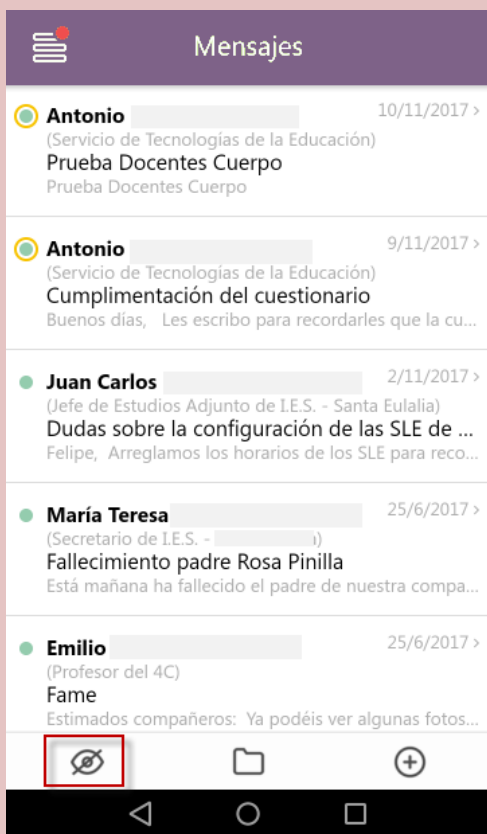 Mensajes
Antonio 10/11/2017
(Servicio de Tecnologías de la Educación)
Prueba Docentes Cuerpo
Prueba Docentes Cuerpo
Antonio 9/11/2017
(Servicio de Tecnologías de la Educación)
Cumplimentación del cuestionario
Buenos días, Les escribo para recordarles que la cu...
Juan Carlos 2/11/2017
(Jefe de Estudios Adjunto de I.E.S. - Santa Eulalia)
Dudas sobre la configuración de las SLE de ...
Felipe, Arreglamos los horarios de los SLE para reco...
María Teresa 25/6/2017
(Secretario de I.E.S. - )
Fallecimiento padre Rosa Pinilla
Está mañana ha fallecido el padre de nuestra compa...
Emilio 25/6/2017
(Profesor del 4C)
Fame
Estimados compañeros: Ya podéis ver algunas fotos...